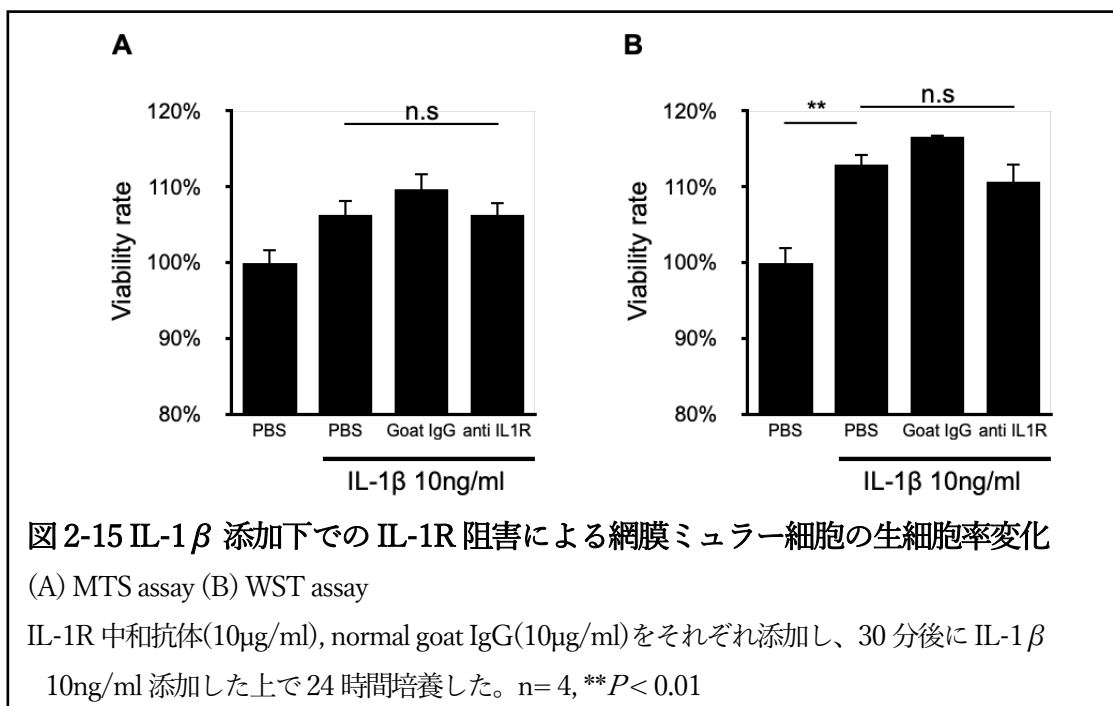 A
n.s
120%
110%
100%
90%
80%
Viability rate
PBS
PBS
Goat IgG
anti IL1R
IL-1β 10ng/ml
B
**
n.s
120%
110%
100%
90%
80%
Viability rate
PBS
PBS
Goat IgG
anti IL1R
IL-1β 10ng/ml
図 2-15 IL-1β 添加下での IL-1R 阻害による網膜ミュラー細胞の生細胞率変化
(A) MTS assay (B) WST assay
IL-1R 中和抗体(10μg/ml), normal goat IgG(10μg/ml)をそれぞれ添加し、30 分後に IL-1β
10ng/ml 添加した上で 24 時間培養した。n= 4, **P< 0.01